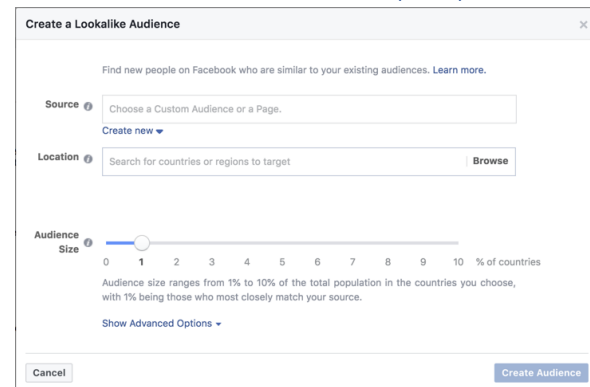 Create a Lookalike Audience
Find new people on Facebook who are similar to your existing audiences. Learn more.
Source
Choose a Custom Audience or a Page.
Create new
Location
Search for countries or regions to target Browse
Audience
Size
0 1 2 3 4 5 6 7 8 9 10 % of countries
Audience size ranges from 1% to 10% of the total population in the countries you choose,
with 1% being those who most closely match your source.
Show Advanced Options
Cancel Create Audience